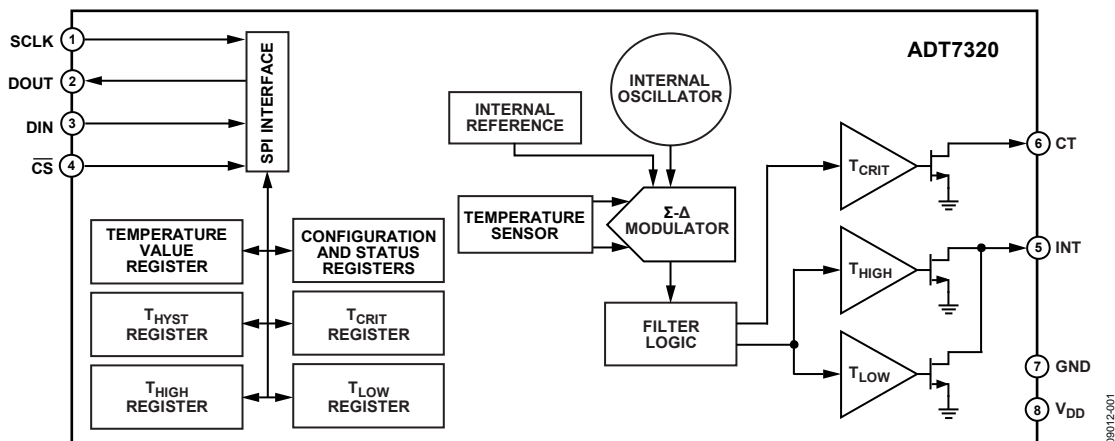 ADT7320
SCLK
1
DOUT
2
DIN
3
CS
4
SPI INTERFACE
TEMPERATURE
VALUE
REGISTER
CONFIGURATION
AND STATUS
REGISTERS
THYST
REGISTER
TCRIT
REGISTER
THIGH
REGISTER
TLOW
REGISTER
INTERNAL
REFERENCE
INTERNAL
OSCILLATOR
TEMPERATURE
SENSOR
Σ-Δ
MODULATOR
FILTER
LOGIC
TCRIT
THIGH
TLOW
6
CT
5
INT
7
GND
8
VDD
09012-001